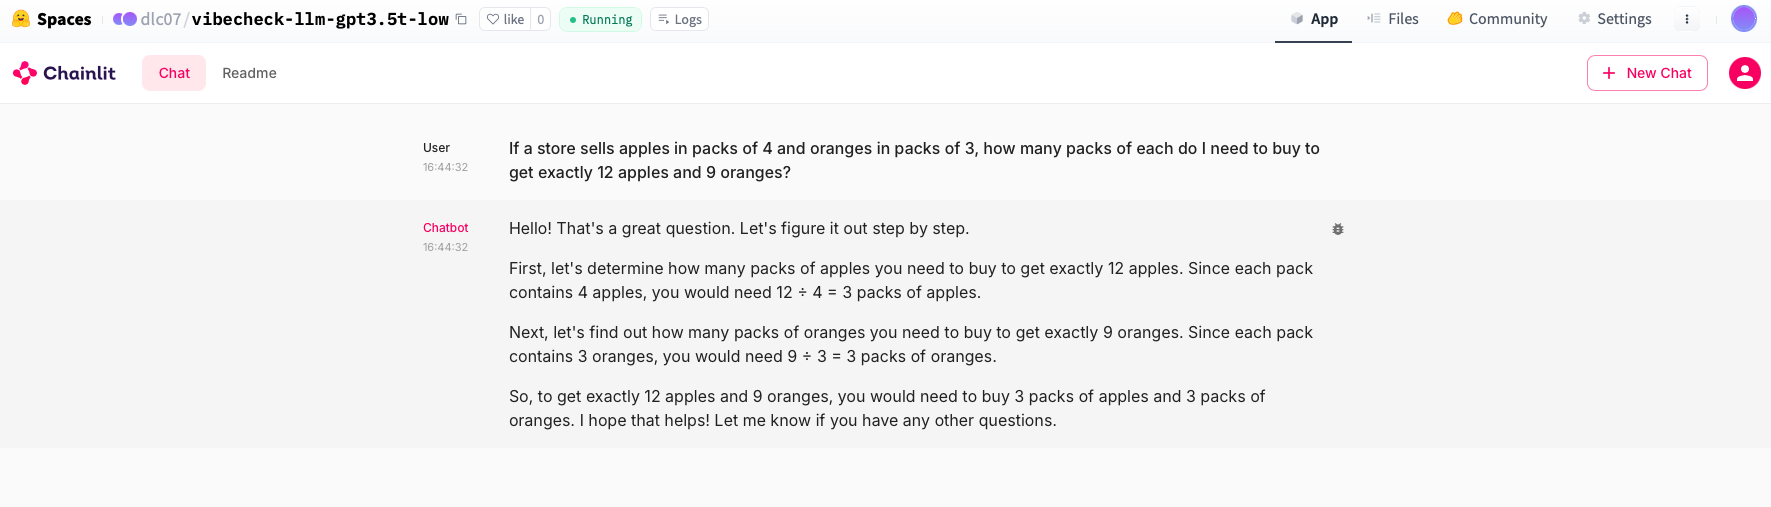 Spaces dlc07/vibecheck-llm-gpt3.5t-low like 0 Running Logs App Files Community Settings
Chainlit Chat Readme + New Chat
User If a store sells apples in packs of 4 and oranges in packs of 3, how many packs of each do I need to buy to
16:44:32 get exactly 12 apples and 9 oranges?
Chatbot Hello! That's a great question. Let's figure it out step by step.
16:44:32
First, let's determine how many packs of apples you need to buy to get exactly 12 apples. Since each pack
contains 4 apples, you would need 12 ÷ 4 = 3 packs of apples.
Next, let's find out how many packs of oranges you need to buy to get exactly 9 oranges. Since each pack
contains 3 oranges, you would need 9 ÷ 3 = 3 packs of oranges.
So, to get exactly 12 apples and 9 oranges, you would need to buy 3 packs of apples and 3 packs of
oranges. I hope that helps! Let me know if you have any other questions.